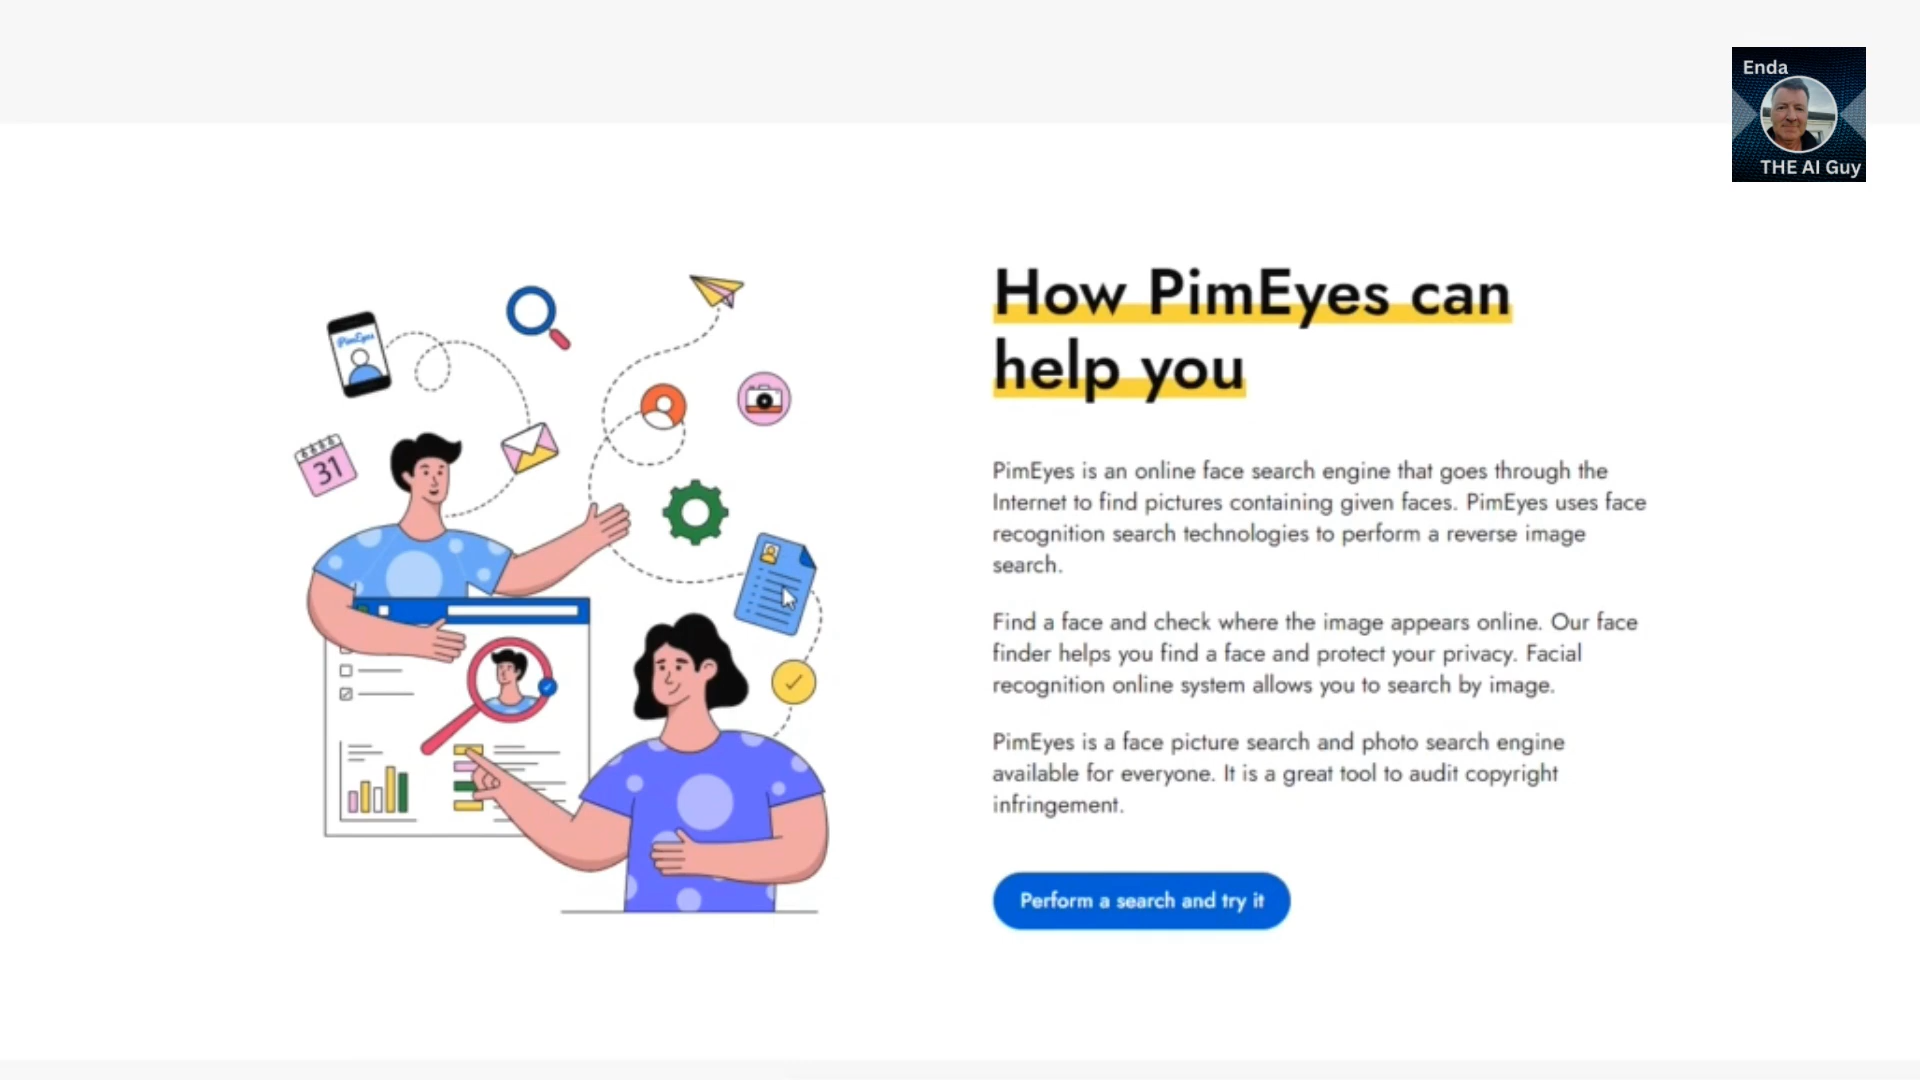 Enda
THE AI Guy
PimEyes
31
How PimEyes can
help you
PimEyes is an online face search engine that goes through the
Internet to find pictures containing given faces. PimEyes uses face
recognition search technologies to perform a reverse image
search.
Find a face and check where the image appears online. Our face
finder helps you find a face and protect your privacy. Facial
recognition online system allows you to search by image.
PimEyes is a face picture search and photo search engine
available for everyone. It is a great tool to audit copyright
infringement.
Perform a search and try it